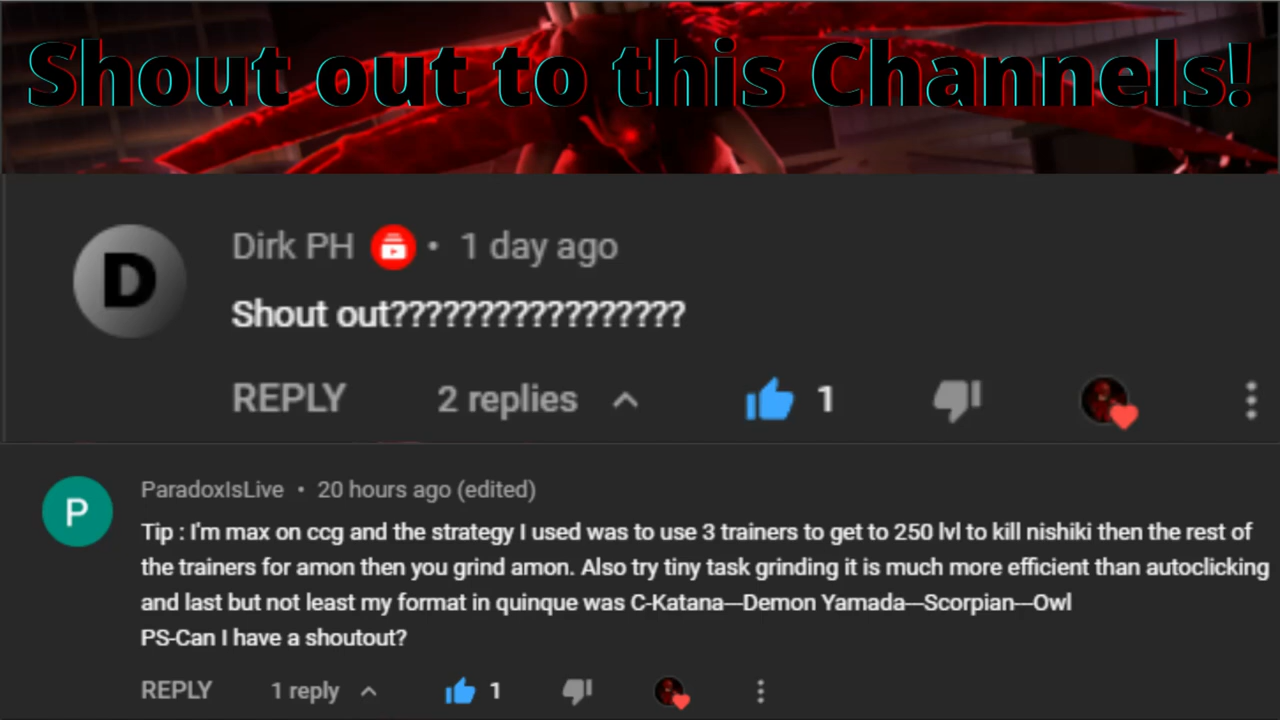 Shout out to this Channels!
D
Dirk PH • 1 day ago
Shout out?????????????????
REPLY 2 replies 1
P
ParadoxIsLive • 20 hours ago (edited)
Tip : I'm max on ccg and the strategy I used was to use 3 trainers to get to 250 lvl to kill nishiki then the rest of
the trainers for amon then you grind amon. Also try tiny task grinding it is much more efficient than autoclicking
and last but not least my format in quinque was C-Katana---Demon Yamada---Scorpian---Owl
PS-Can I have a shoutout?
REPLY 1 reply 1